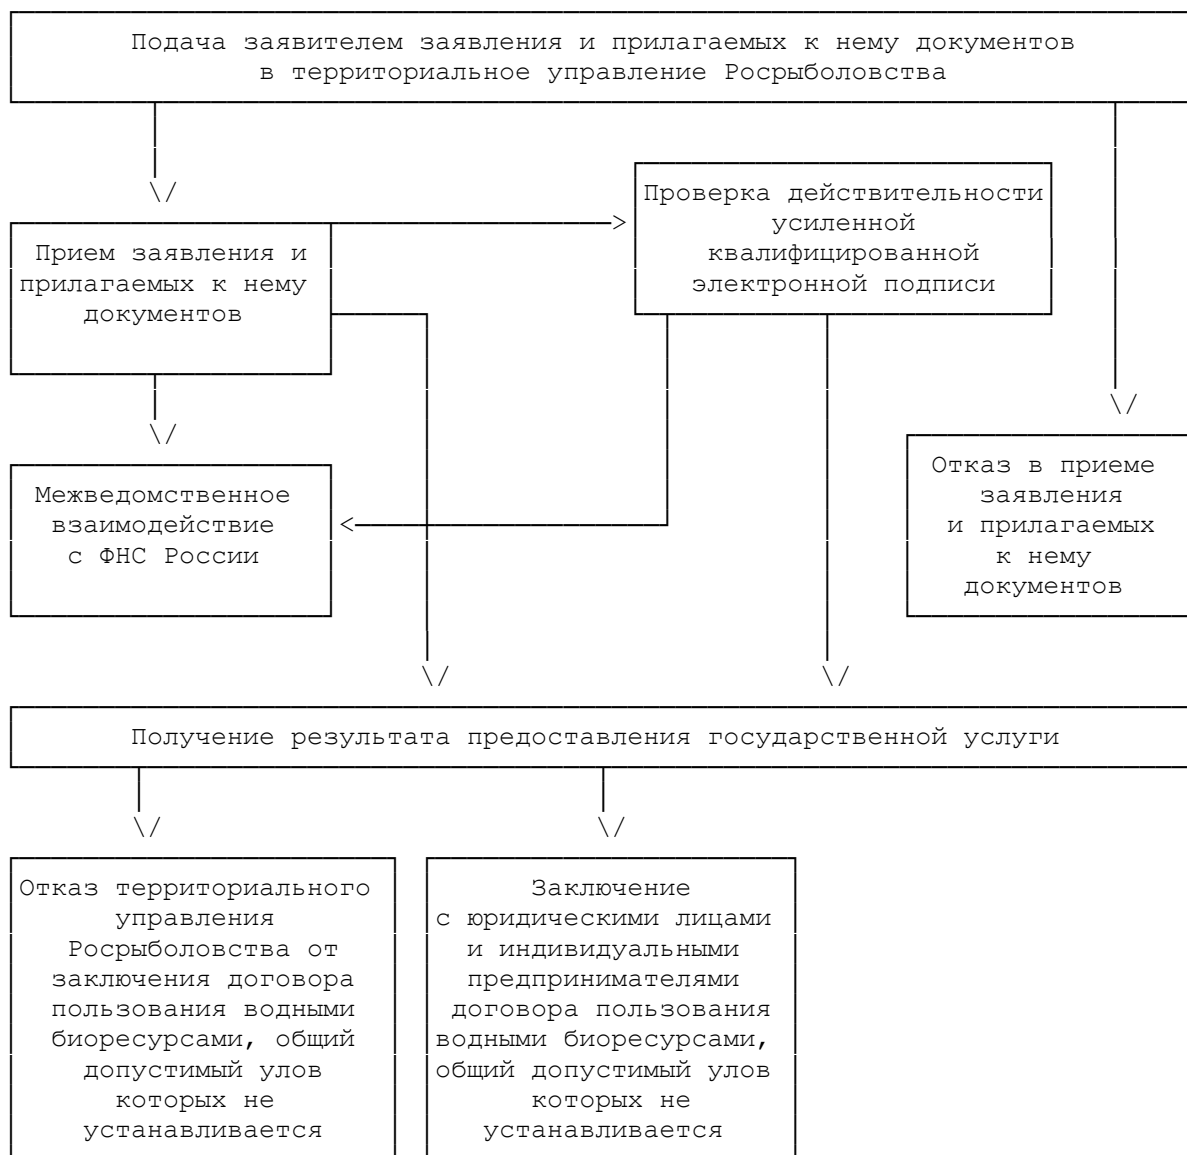 Подача заявителем заявления и прилагаемых к нему документов
в территориальное управление Росрыболовства
Проверка действительности
усиленной
квалифицированной
электронной подписи
Прием заявления и
прилагаемых к нему
документов
Межведомственное
взаимодействие
с ФНС России
Отказ в приеме
заявления
и прилагаемых
к нему
документов
Получение результата предоставления государственной услуги
Отказ территориального
управления
Росрыболовства от
заключения договора
пользования водными
биоресурсами, общий
допустимый улов
которых не
устанавливается
Заключение
с юридическими лицами
и индивидуальными
предпринимателями
договора пользования
водными биоресурсами,
общий допустимый улов
которых не
устанавливается